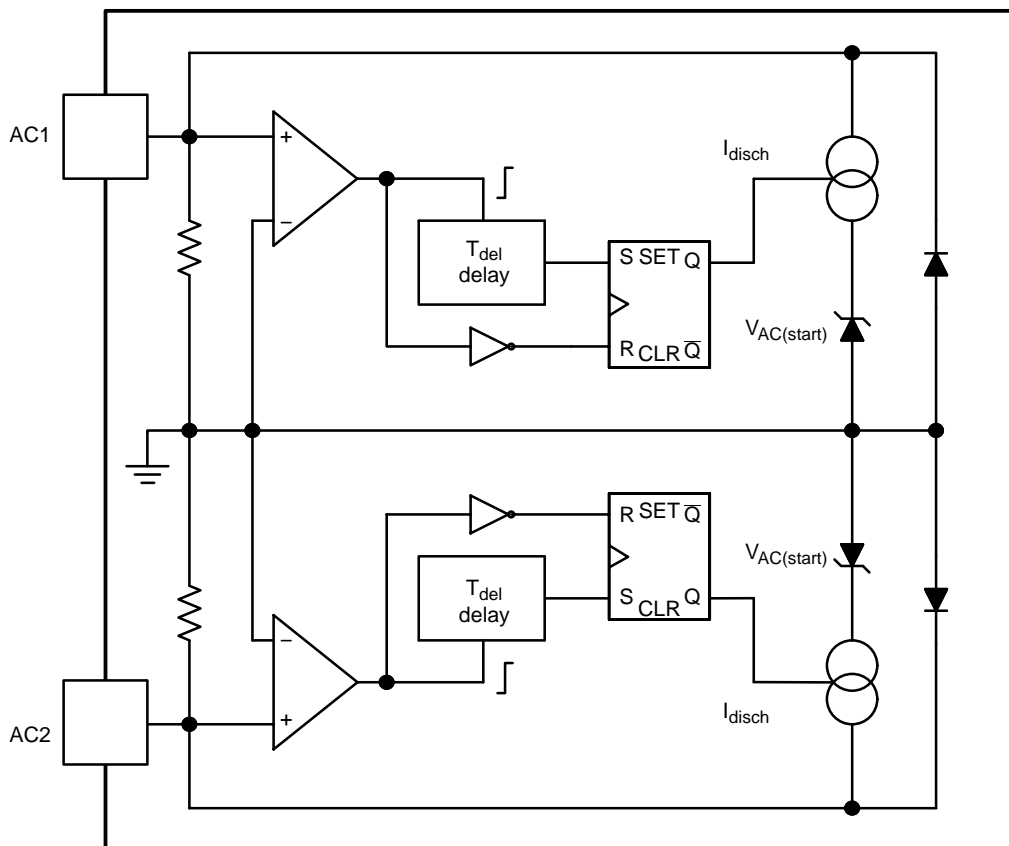 AC1
+
−
T_del
delay
S SET Q
R CLR Q̅
I_disch
V_AC(start)
R SET Q̅
S CLR Q
T_del
delay
V_AC(start)
−
+
I_disch
AC2